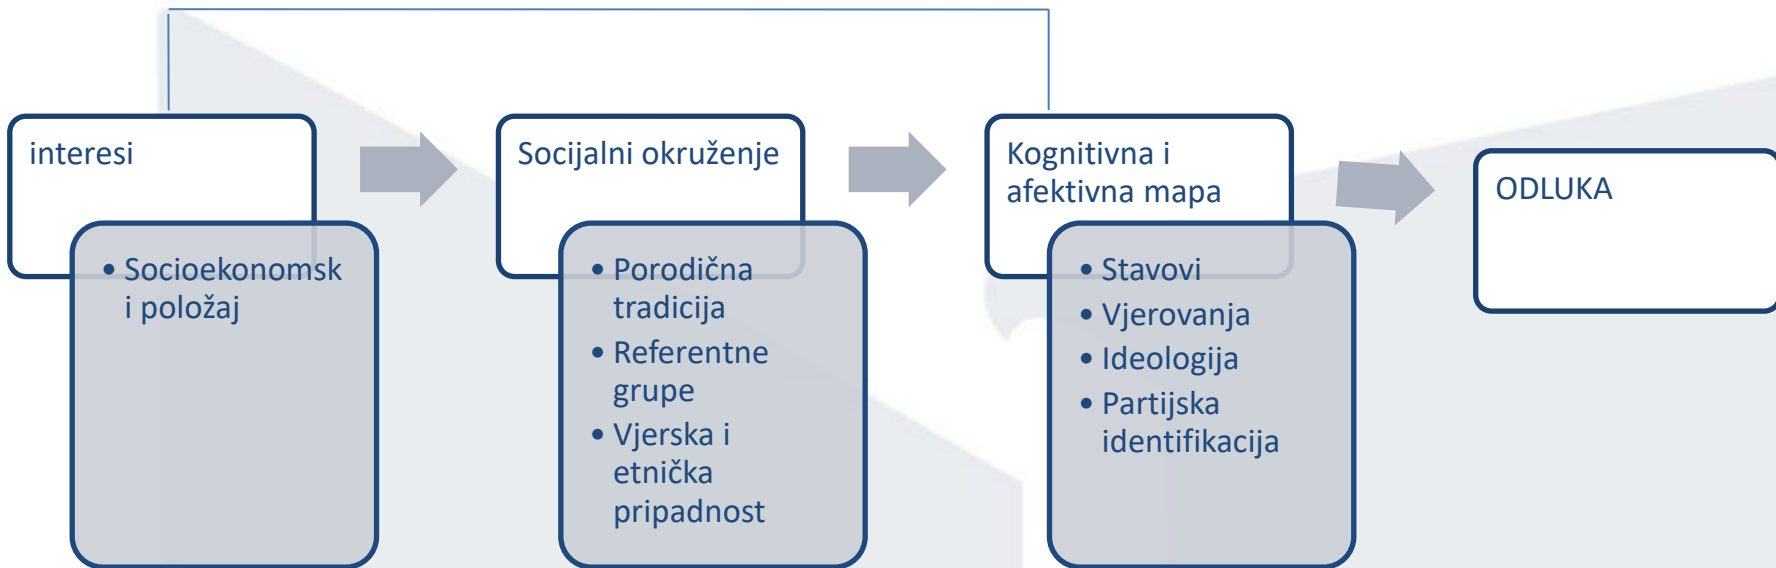 interesi
• Socioekonomsk
i položaj
Socijalni okruženje
• Porodična
tradicija
• Referentne
grupe
• Vjerska i
etnička
pripadnost
Kognitivna i
afektivna mapa
• Stavovi
• Vjerovanja
• Ideologija
• Partijska
identifikacija
ODLUKA